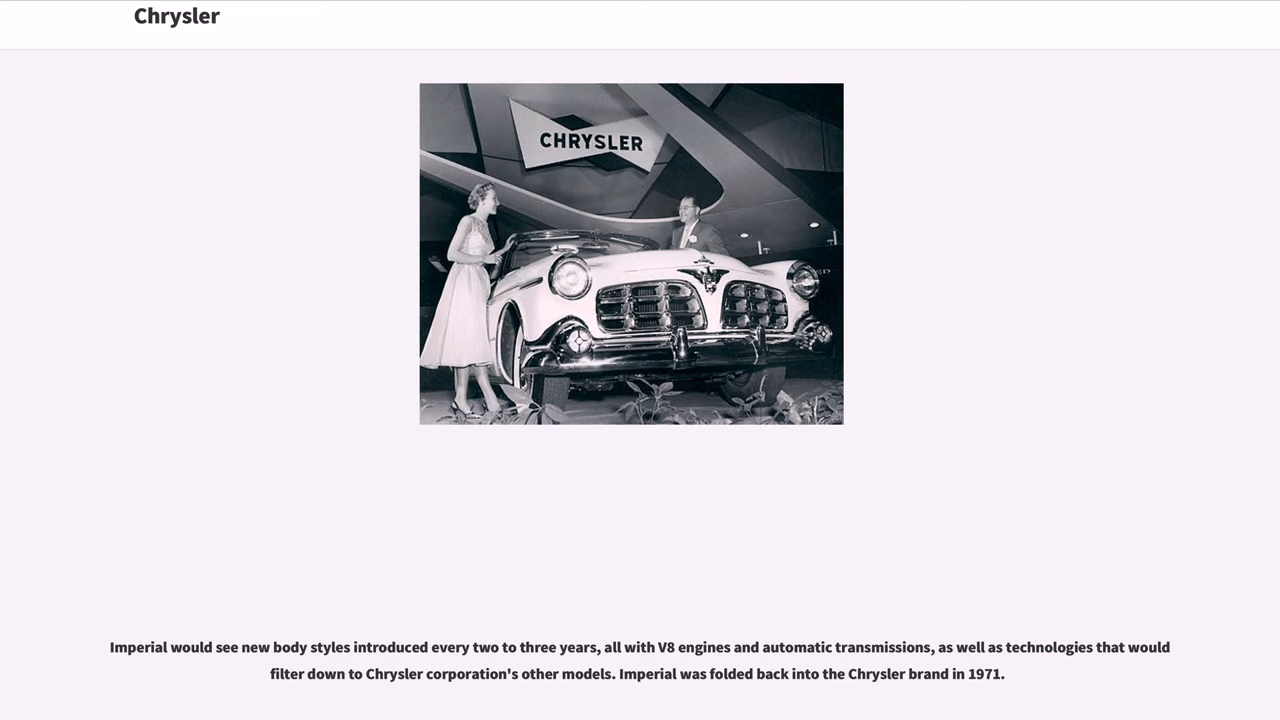 Chrysler
CHRYSLER
Imperial would see new body styles introduced every two to three years, all with V8 engines and automatic transmissions, as well as technologies that would
filter down to Chrysler corporation's other models. Imperial was folded back into the Chrysler brand in 1971.